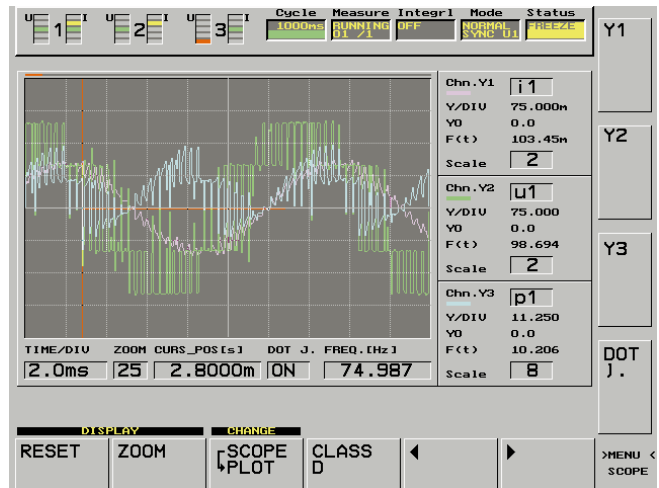 U 1 I U 2 I U 3 I
Cycle Measure Integrl Mode Status
1000ms RUNNING OFF NORMAL FREEZE
01 /1 SYNC U1
Y1
Y2
Y3
DOT
J.
Chn.Y1 i1
Y/DIV 75.000m
Y0 0.0
F(t) 103.45m
Scale 2
Chn.Y2 u1
Y/DIV 75.000
Y0 0.0
F(t) 98.694
Scale 2
Chn.Y3 p1
Y/DIV 11.250
Y0 0.0
F(t) 10.206
Scale 8
TIME/DIV ZOOM CURS_POS[s] DOT J. FREQ.[Hz]
2.0ms 25 2.8000m ON 74.987
DISPLAY CHANGE
RESET ZOOM SCOPE CLASS
PLOT D
>MENU <
SCOPE